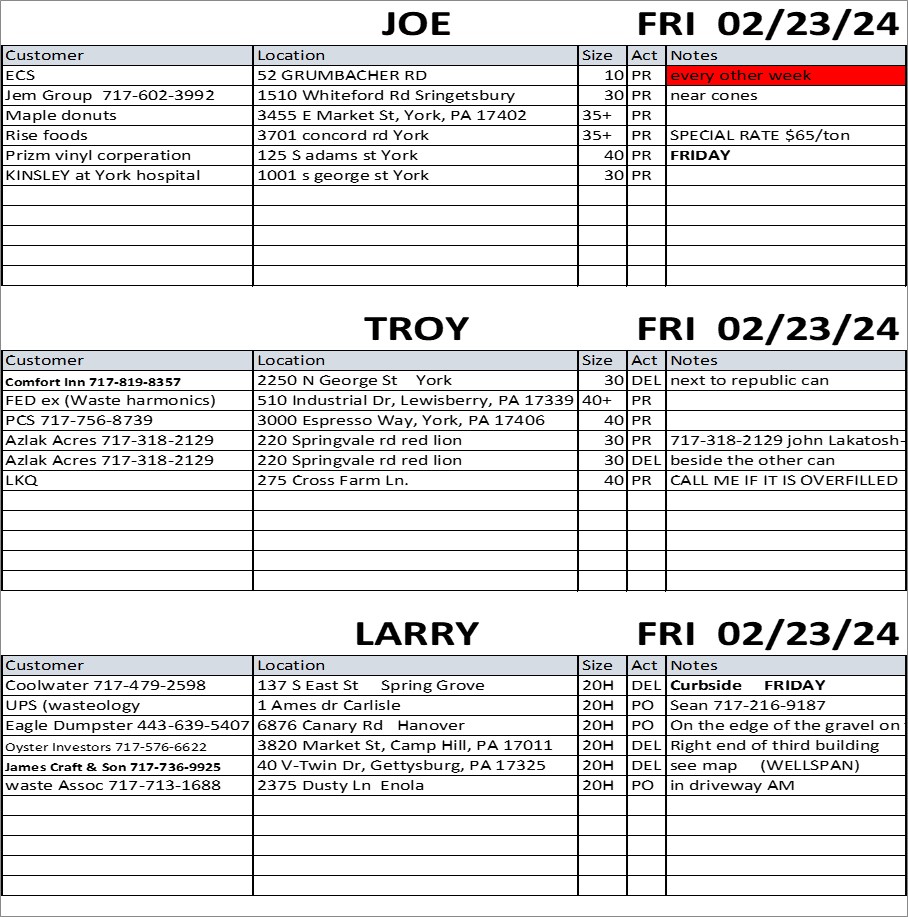 JOE FRI 02/23/24
Customer Location Size Act Notes
ECS 52 GRUMBACHER RD 10 PR every other week
Jem Group 717-602-3992 1510 Whiteford Rd Sringetsbury 30 PR near cones
Maple donuts 3455 E Market St, York, PA 17402 35+ PR
Rise foods 3701 concord rd York 35+ PR SPECIAL RATE $65/ton
Prizm vinyl corperation 125 S adams st York 40 PR FRIDAY
KINSLEY at York hospital 1001 s george st York 30 PR
TROY FRI 02/23/24
Customer Location Size Act Notes
Comfort Inn 717-819-8357 2250 N George St York 30 DEL next to republic can
FED ex (Waste harmonics) 510 Industrial Dr, Lewisberry, PA 17339 40+ PR
PCS 717-756-8739 3000 Espresso Way, York, PA 17406 40 PR
Azlak Acres 717-318-2129 220 Springvale rd red lion 30 PR 717-318-2129 john Lakatosh-
Azlak Acres 717-318-2129 220 Springvale rd red lion 30 DEL beside the other can
LKQ 275 Cross Farm Ln. 40 PR CALL ME IF IT IS OVERFILLED
LARRY FRI 02/23/24
Customer Location Size Act Notes
Coolwater 717-479-2598 137 S East St Spring Grove 20H DEL Curbside FRIDAY
UPS (wasteology 1 Ames dr Carlisle 20H PO Sean 717-216-9187
Eagle Dumpster 443-639-5407 6876 Canary Rd Hanover 20H PO On the edge of the gravel on
Oyster Investors 717-576-6622 3820 Market St, Camp Hill, PA 17011 20H DEL Right end of third building
James Craft & Son 717-736-9925 40 V-Twin Dr, Gettysburg, PA 17325 20H DEL see map (WELLSPAN)
waste Assoc 717-713-1688 2375 Dusty Ln Enola 20H PO in driveway AM